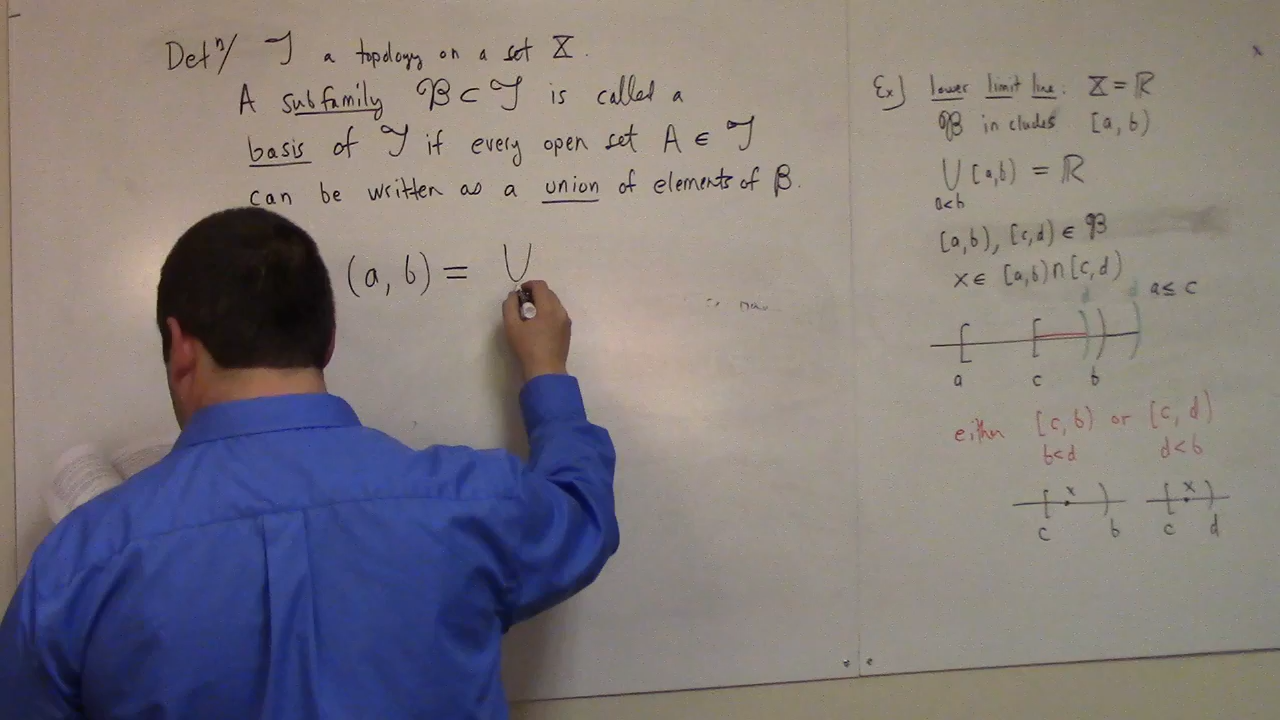 Defⁿ/ 𝒯 a topology on a set X.
A subfamily ℬ ⊂ 𝒯 is called a
basis of 𝒯 if every open set A ∈ 𝒯
can be written as a union of elements of β.
(a, b) = ∪
Ex] lower limit line: X = ℝ
ℬ includes [a, b)
∪ [a,b) = ℝ
a<b
[a,b), [c,d) ∈ ℬ
x ∈ [a,b) ∩ [c,d)
a ≤ c
d d
a c b
either [c, b) or [c, d)
b<d d<b
x x
c b c d